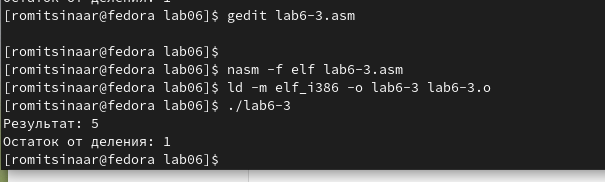 Остаток от деления: 1
[romitsinaar@fedora lab06]$ gedit lab6-3.asm
[romitsinaar@fedora lab06]$
[romitsinaar@fedora lab06]$ nasm -f elf lab6-3.asm
[romitsinaar@fedora lab06]$ ld -m elf_i386 -o lab6-3 lab6-3.o
[romitsinaar@fedora lab06]$ ./lab6-3
Результат: 5
Остаток от деления: 1
[romitsinaar@fedora lab06]$